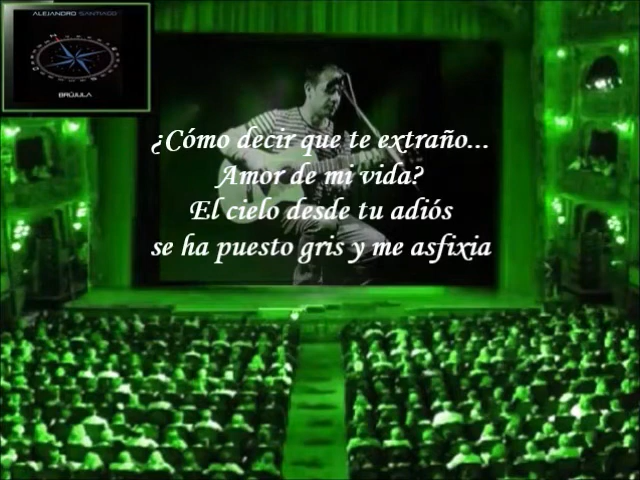 ALEJANDRO SANTIAGO
BRÚJULA
¿Cómo decir que te extraño...
Amor de mi vida?
El cielo desde tu adiós
se ha puesto gris y me asfixia